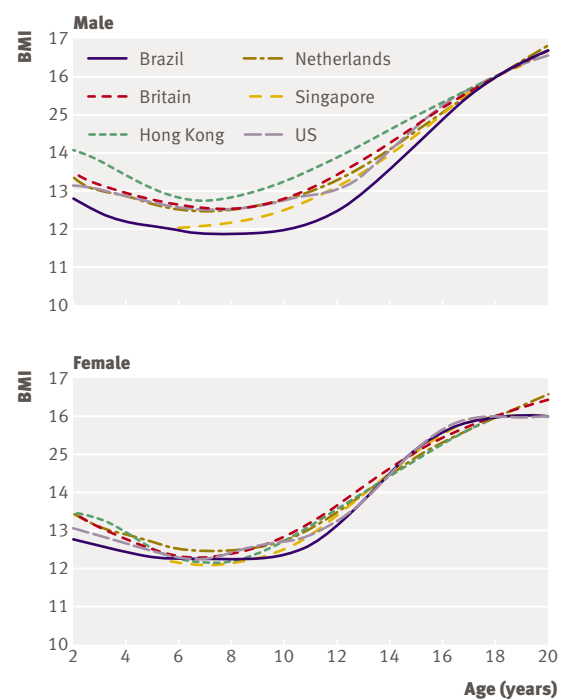 Male
BMI
17
16
25
14
13
12
11
10
Brazil
Netherlands
Britain
Singapore
Hong Kong
US
Female
BMI
17
16
25
14
13
12
11
10
2 4 6 8 10 12 14 16 18 20
Age (years)